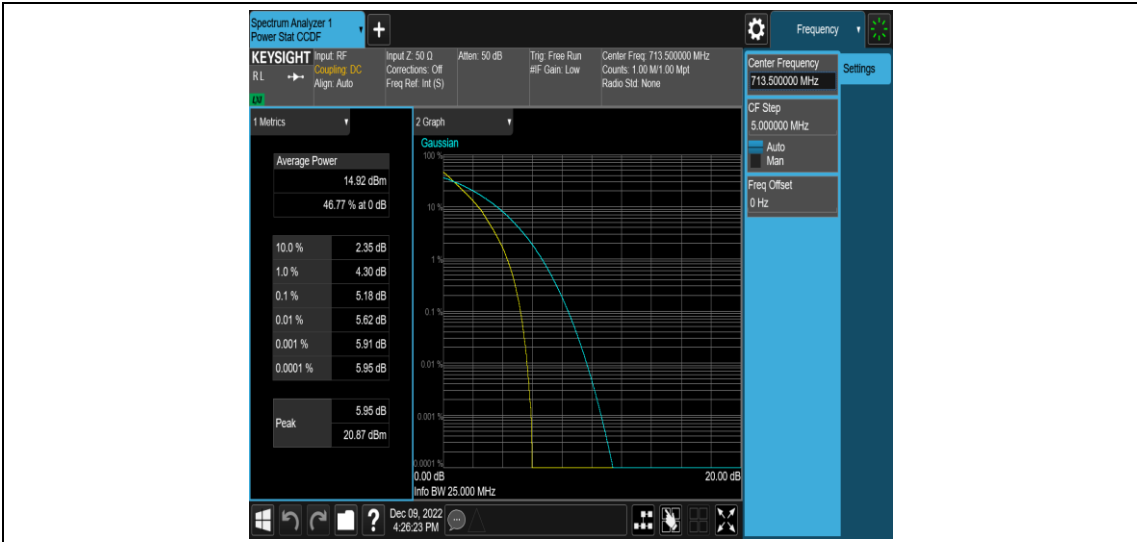 Spectrum Analyzer 1
Power Stat CCDF
+
Frequency
KEYSIGHT
RL
LXI
Input: RF
Coupling: DC
Align: Auto
Input Z: 50 Ω
Corrections: Off
Freq Ref: Int (S)
Atten: 50 dB
Trig: Free Run
#IF Gain: Low
Center Freq: 713.500000 MHz
Counts: 1.00 M/1.00 Mpt
Radio Std: None
Center Frequency
713.500000 MHz
Settings
CF Step
5.000000 MHz
Auto
Man
Freq Offset
0 Hz
1 Metrics
Average Power
14.92 dBm
46.77 % at 0 dB
10.0 % 2.35 dB
1.0 % 4.30 dB
0.1 % 5.18 dB
0.01 % 5.62 dB
0.001 % 5.91 dB
0.0001 % 5.95 dB
Peak
5.95 dB
20.87 dBm
2 Graph
Gaussian
100 %
10 %
1 %
0.1 %
0.01 %
0.001 %
0.0001 %
0.00 dB 20.00 dB
Info BW 25.000 MHz
?
Dec 09, 2022
4:26:23 PM